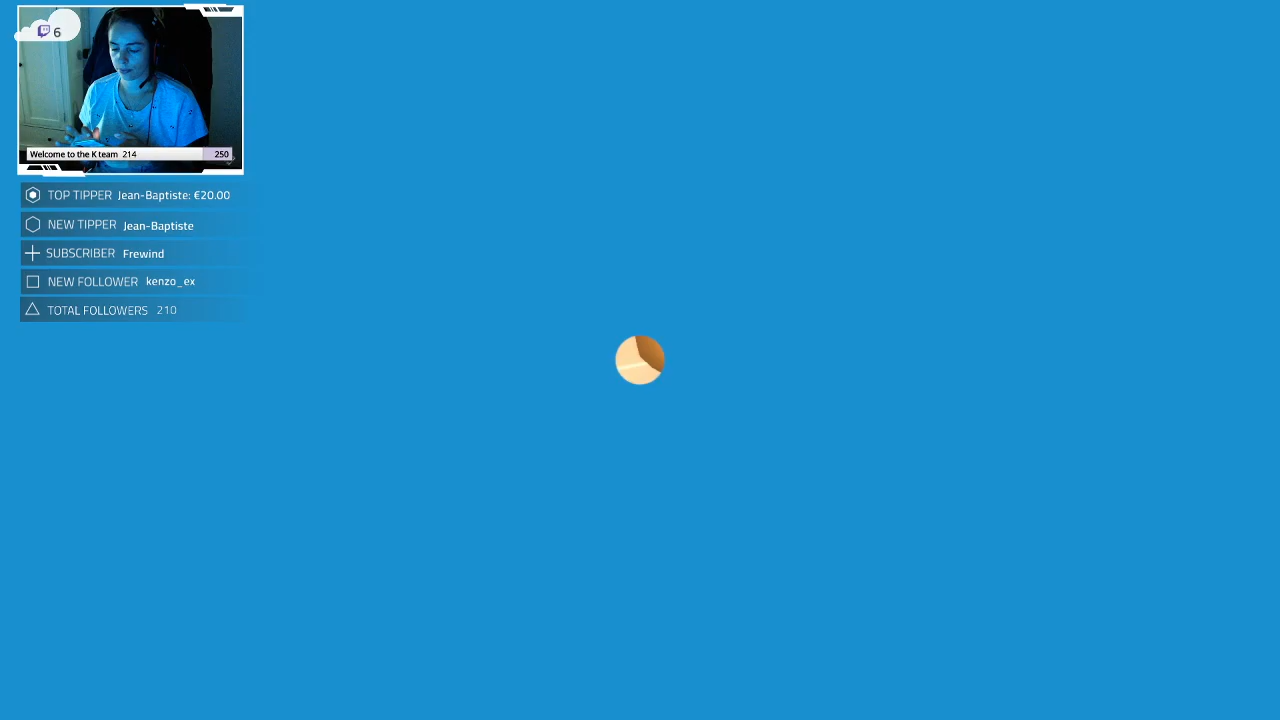 6
Welcome to the K team 214 250
TOP TIPPER Jean-Baptiste: €20.00
NEW TIPPER Jean-Baptiste
SUBSCRIBER Frewind
NEW FOLLOWER kenzo_ex
TOTAL FOLLOWERS 210